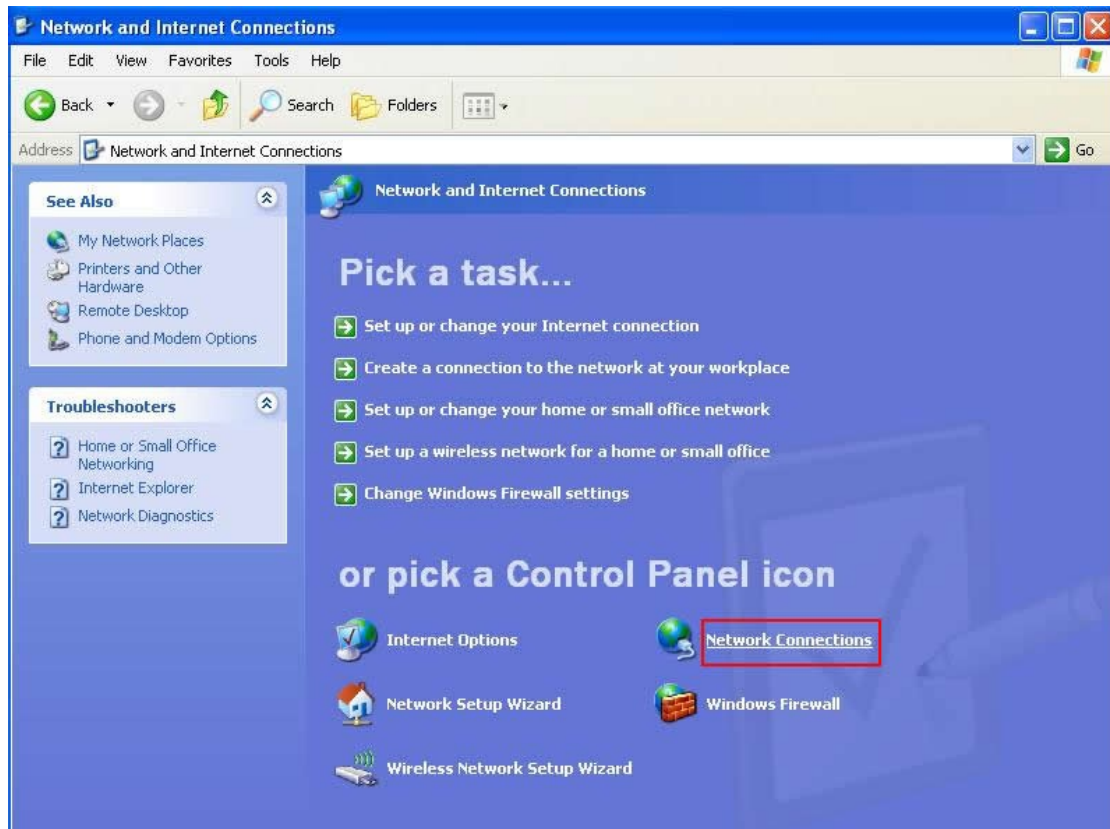 Network and Internet Connections
File Edit View Favorites Tools Help
Back Search Folders
Address Network and Internet Connections Go
See Also
My Network Places
Printers and Other
Hardware
Remote Desktop
Phone and Modem Options
Troubleshooters
Home or Small Office
Networking
Internet Explorer
Network Diagnostics
Network and Internet Connections
Pick a task...
Set up or change your Internet connection
Create a connection to the network at your workplace
Set up or change your home or small office network
Set up a wireless network for a home or small office
Change Windows Firewall settings
or pick a Control Panel icon
Internet Options
Network Connections
Network Setup Wizard
Windows Firewall
Wireless Network Setup Wizard